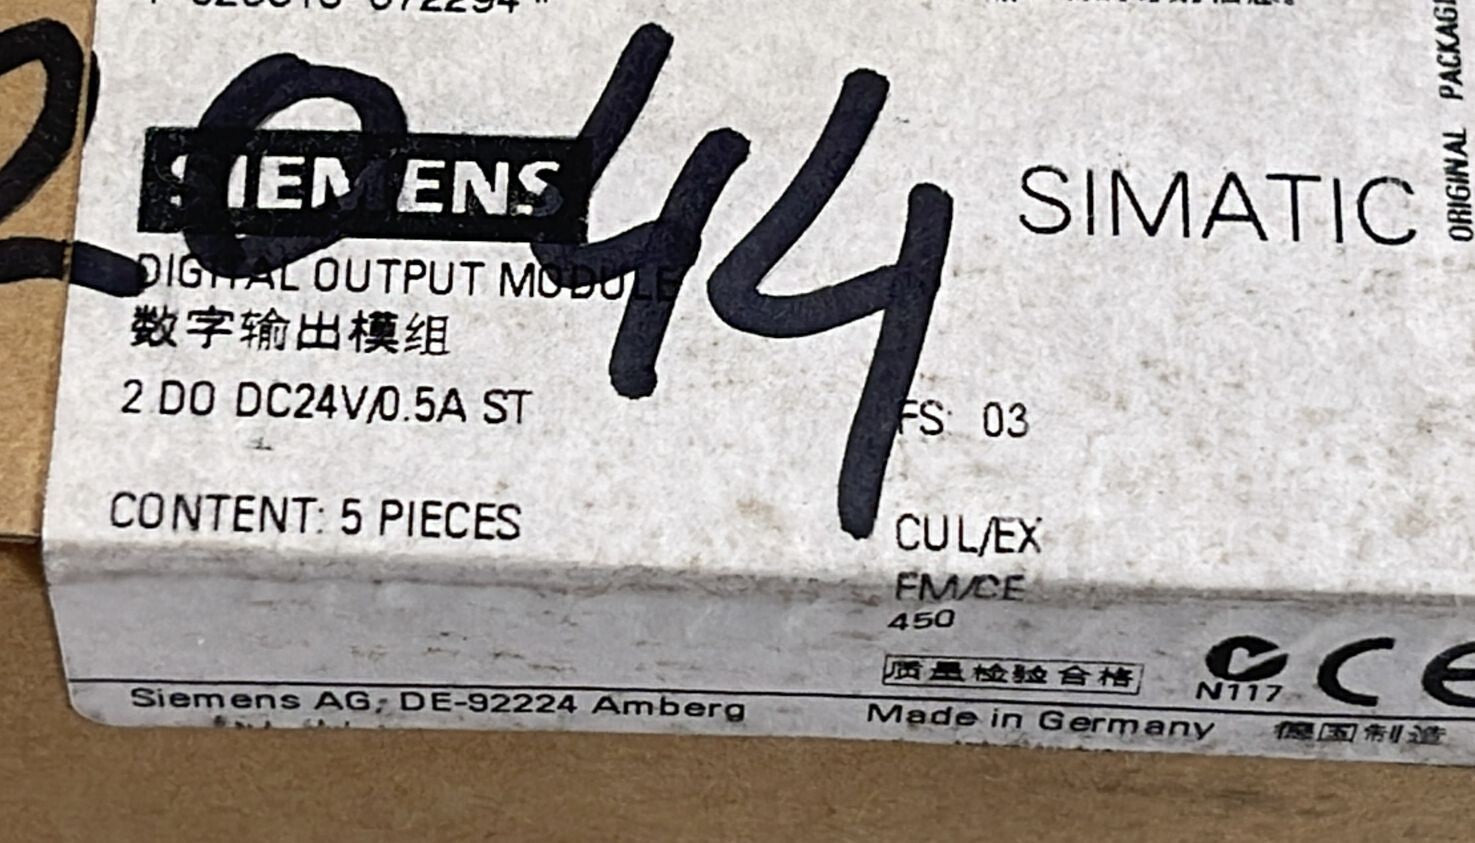 2044
SIEMENS
SIMATIC
ORIGINAL
DIGITAL OUTPUT MODULE
数字输出模组
2 DO DC24V/0.5A ST
FS: 03
CONTENT: 5 PIECES
CUL/EX
FM/CE
450
质量检验合格
N117
CE
Siemens AG, DE-92224 Amberg
Made in Germany
德国制造